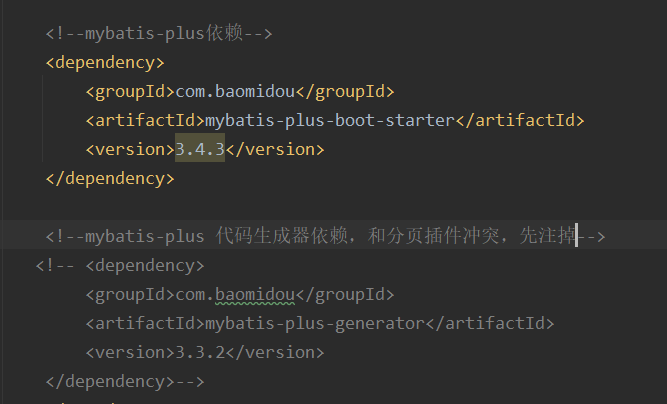 <!--mybatis-plus依赖-->
<dependency>
<groupId>com.baomidou</groupId>
<artifactId>mybatis-plus-boot-starter</artifactId>
<version>3.4.3</version>
</dependency>
<!--mybatis-plus 代码生成器依赖，和分页插件冲突，先注掉-->
<!-- <dependency>
<groupId>com.baomidou</groupId>
<artifactId>mybatis-plus-generator</artifactId>
<version>3.3.2</version>
</dependency>-->